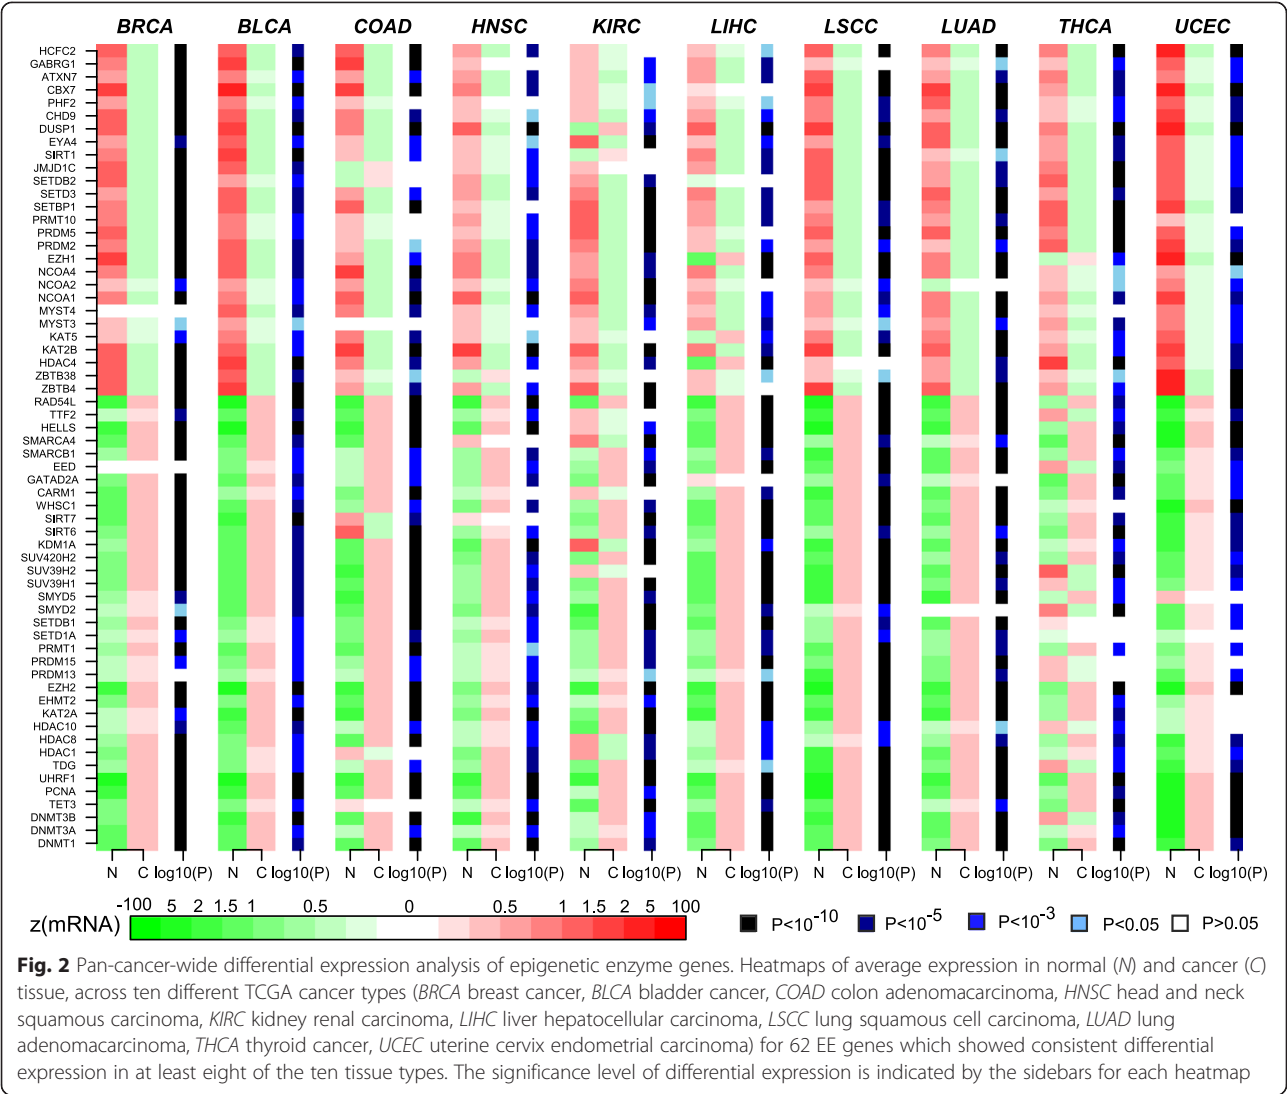 BRCA BLCA COAD HNSC KIRC LIHC LSCC LUAD THCA UCEC
HCFC2
GABRG1
ATXN7
CBX7
PHF2
CHD9
DUSP1
EYA4
SIRT1
JMJD1C
SETDB2
SETD3
SETBP1
PRMT10
PRDM5
PRDM2
EZH1
NCOA4
NCOA2
NCOA1
MYST4
MYST3
KAT5
KAT2B
HDAC4
ZBTB38
ZBTB4
RAD54L
TTF2
HELLS
SMARCA4
SMARCB1
EED
GATAD2A
CARM1
WHSC1
SIRT7
SIRT6
KDM1A
SUV420H2
SUV39H2
SUV39H1
SMYD5
SMYD2
SETDB1
SETD1A
PRMT1
PRDM15
PRDM13
EZH2
EHMT2
KAT2A
HDAC10
HDAC8
HDAC1
TDG
UHRF1
PCNA
TET3
DNMT3B
DNMT3A
DNMT1
N C log10(P) N C log10(P) N C log10(P) N C log10(P) N C log10(P) N C log10(P) N C log10(P) N C log10(P) N C log10(P) N C log10(P)
-100 5 2 1.5 1 0.5 0 0.5 1 1.5 2 5 100
z(mRNA) P<10-10 P<10-5 P<10-3 P<0.05 P>0.05
Fig. 2 Pan-cancer-wide differential expression analysis of epigenetic enzyme genes. Heatmaps of average expression in normal (N) and cancer (C)
tissue, across ten different TCGA cancer types (BRCA breast cancer, BLCA bladder cancer, COAD colon adenomacarcinoma, HNSC head and neck
squamous carcinoma, KIRC kidney renal carcinoma, LIHC liver hepatocellular carcinoma, LSCC lung squamous cell carcinoma, LUAD lung
adenomacarcinoma, THCA thyroid cancer, UCEC uterine cervix endometrial carcinoma) for 62 EE genes which showed consistent differential
expression in at least eight of the ten tissue types. The significance level of differential expression is indicated by the sidebars for each heatmap